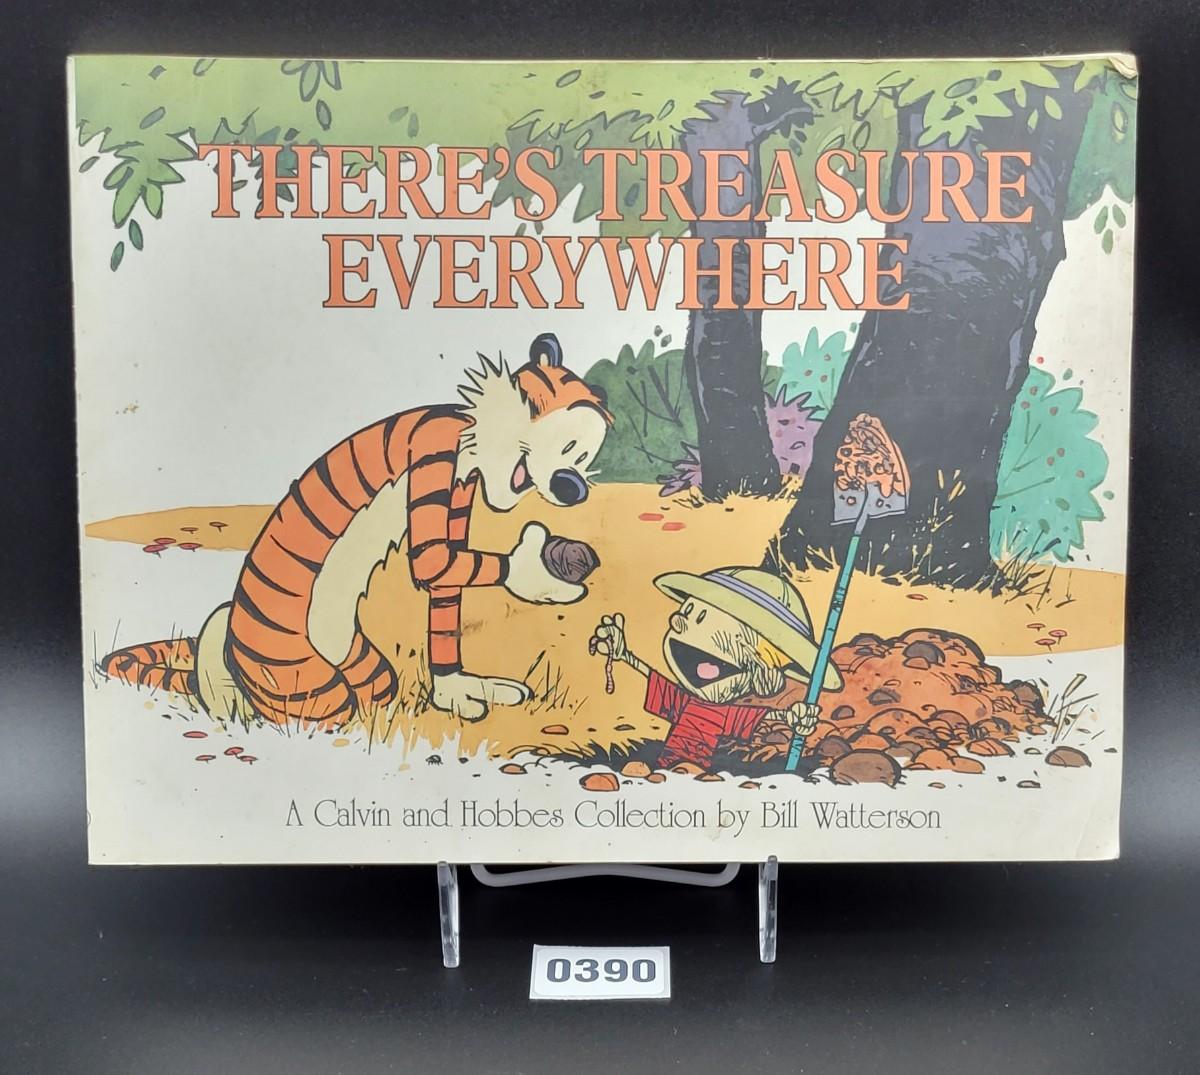 THERE'S TREASURE
EVERYWHERE
A Calvin and Hobbes Collection by Bill Watterson
0390